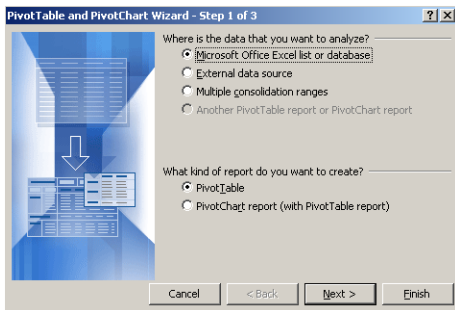 PivotTable and PivotChart Wizard - Step 1 of 3
Where is the data that you want to analyze?
Microsoft Office Excel list or database
External data source
Multiple consolidation ranges
Another PivotTable report or PivotChart report
What kind of report do you want to create?
PivotTable
PivotChart report (with PivotTable report)
Cancel < Back Next > Finish